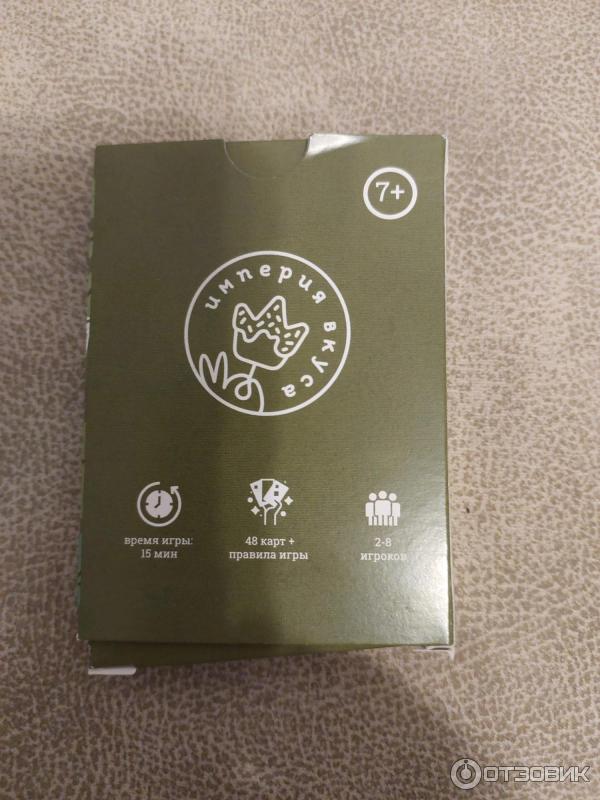 7+
империя вкуса
время игры:
15 мин
48 карт +
правила игры
2-8
игроков
ОТЗОВИК